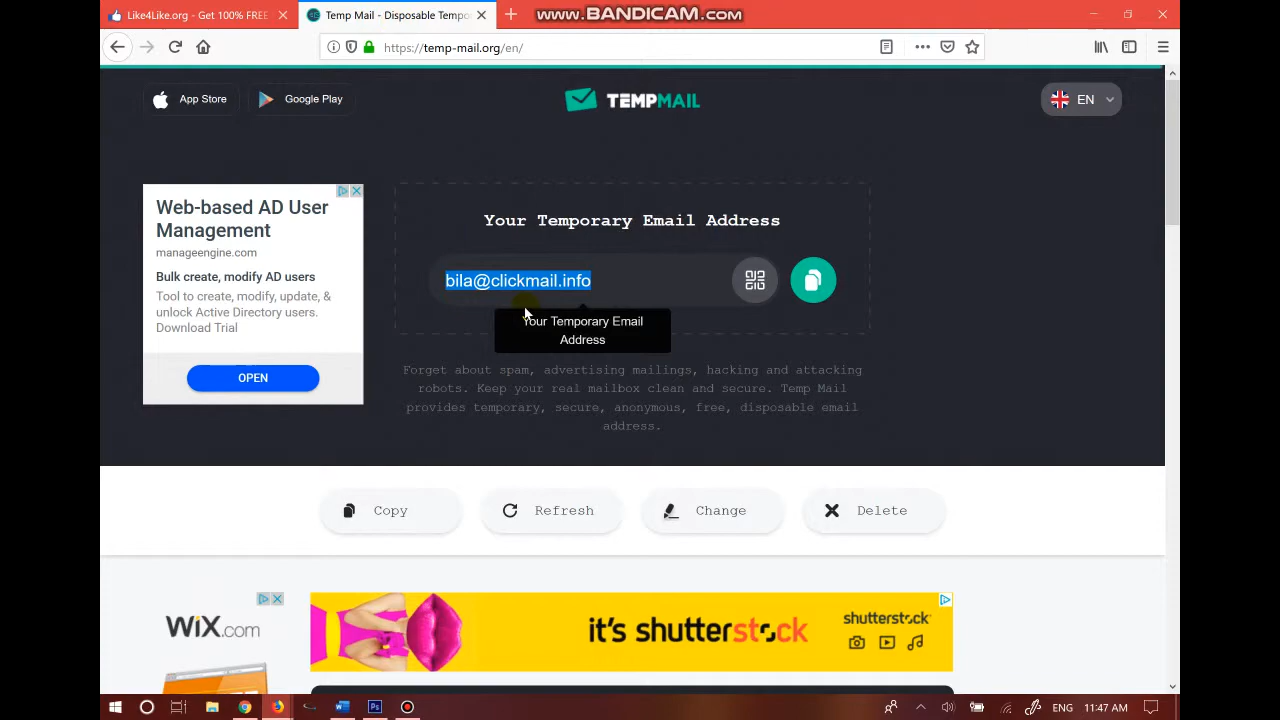 Like4Like.org - Get 100% FREE
Temp Mail - Disposable Tempo
www.BANDICAM.com
https://temp-mail.org/en/
App Store
Google Play
TEMPMAIL
EN
Web-based AD User
Management
manageengine.com
Bulk create, modify AD users
Tool to create, modify, update, &
unlock Active Directory users.
Download Trial
OPEN
Your Temporary Email Address
bila@clickmail.info
Your Temporary Email
Address
Forget about spam, advertising mailings, hacking and attacking
robots. Keep your real mailbox clean and secure. Temp Mail
provides temporary, secure, anonymous, free, disposable email
address.
Copy
Refresh
Change
Delete
WIX.com
it's shutterstock
shutterstock
ENG
11:47 AM